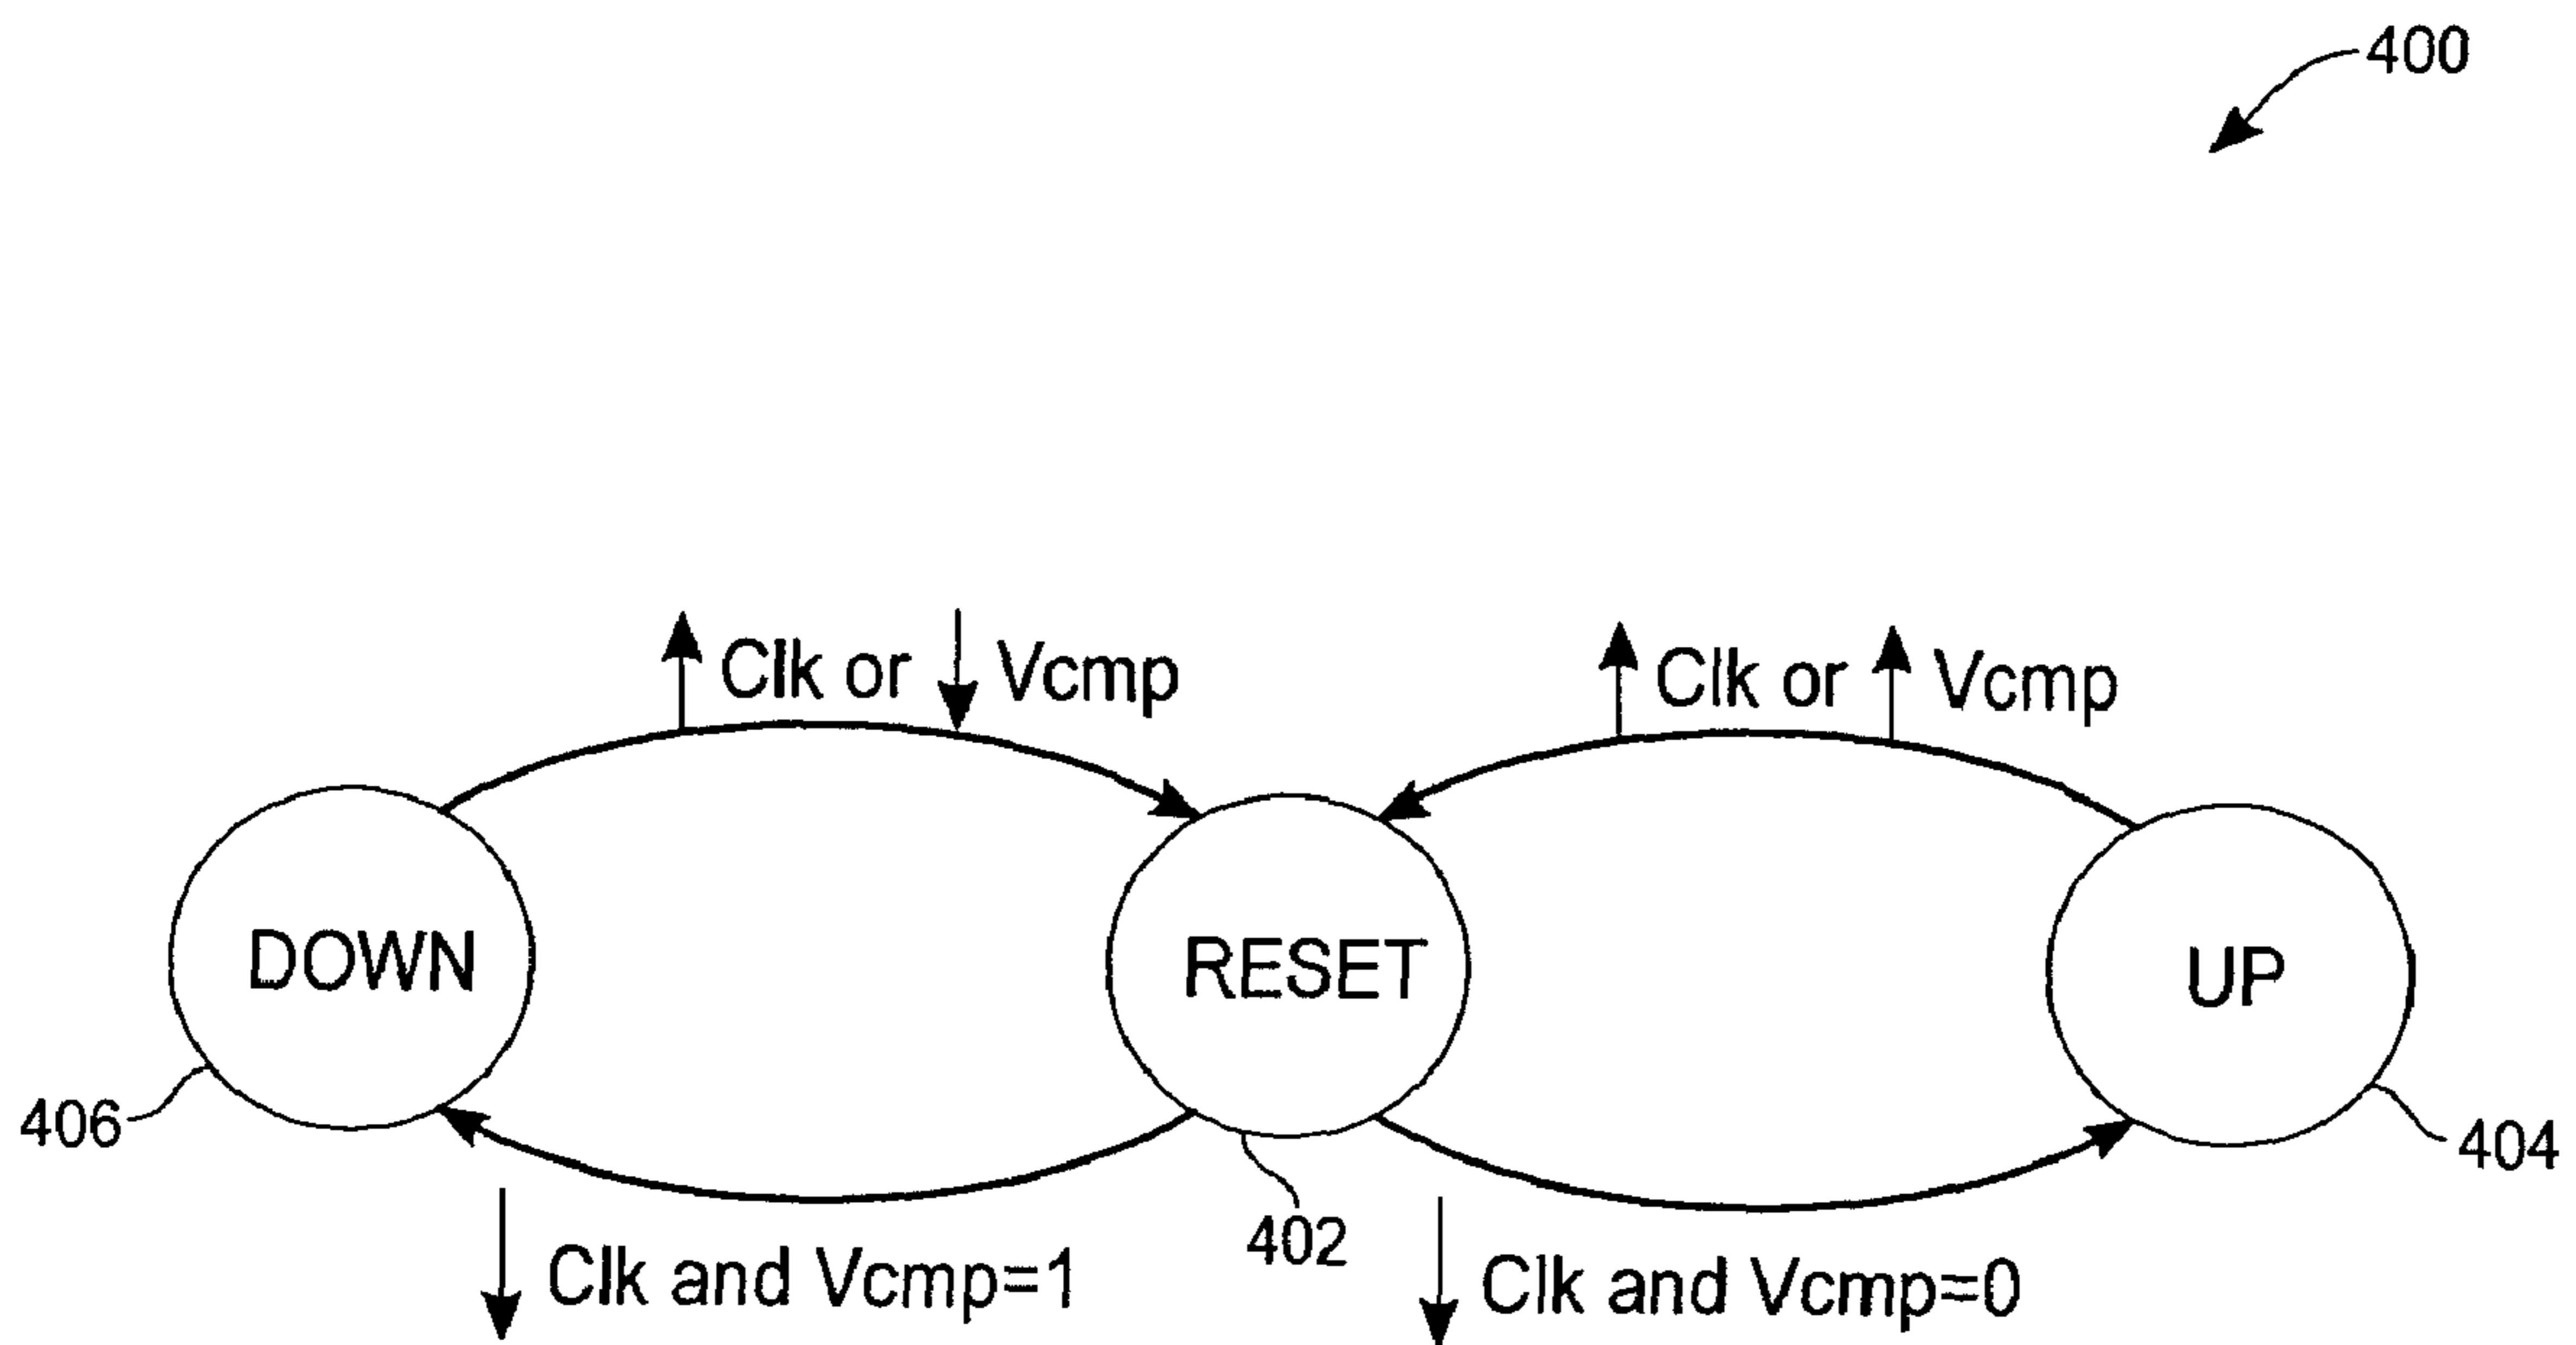 400
↑ Clk or ↓ Vcmp
↑ Clk or ↑ Vcmp
DOWN
RESET
UP
406
402
404
↓ Clk and Vcmp=1
↓ Clk and Vcmp=0